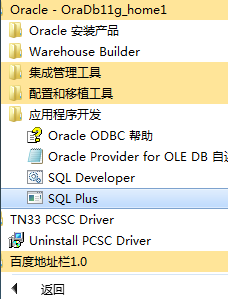 Oracle - OraDb11g_home1
Oracle 安装产品
Warehouse Builder
集成管理工具
配置和移植工具
应用程序开发
Oracle ODBC 帮助
Oracle Provider for OLE DB 自述
SQL Developer
SQL Plus
TN33 PCSC Driver
Uninstall PCSC Driver
百度地址栏1.0
返回